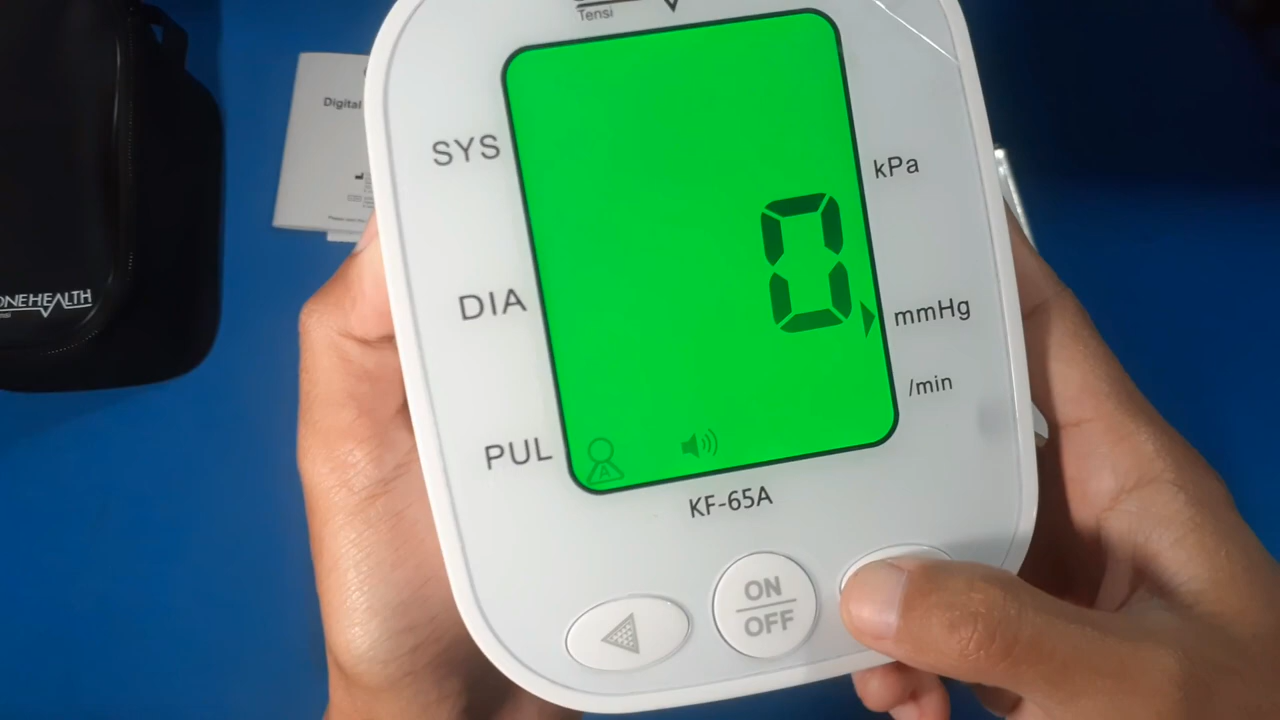 Tensi
Digital
SYS
kPa
0
DIA
mmHg
/min
PUL
A
KF-65A
ON
OFF
ONEHEALTH